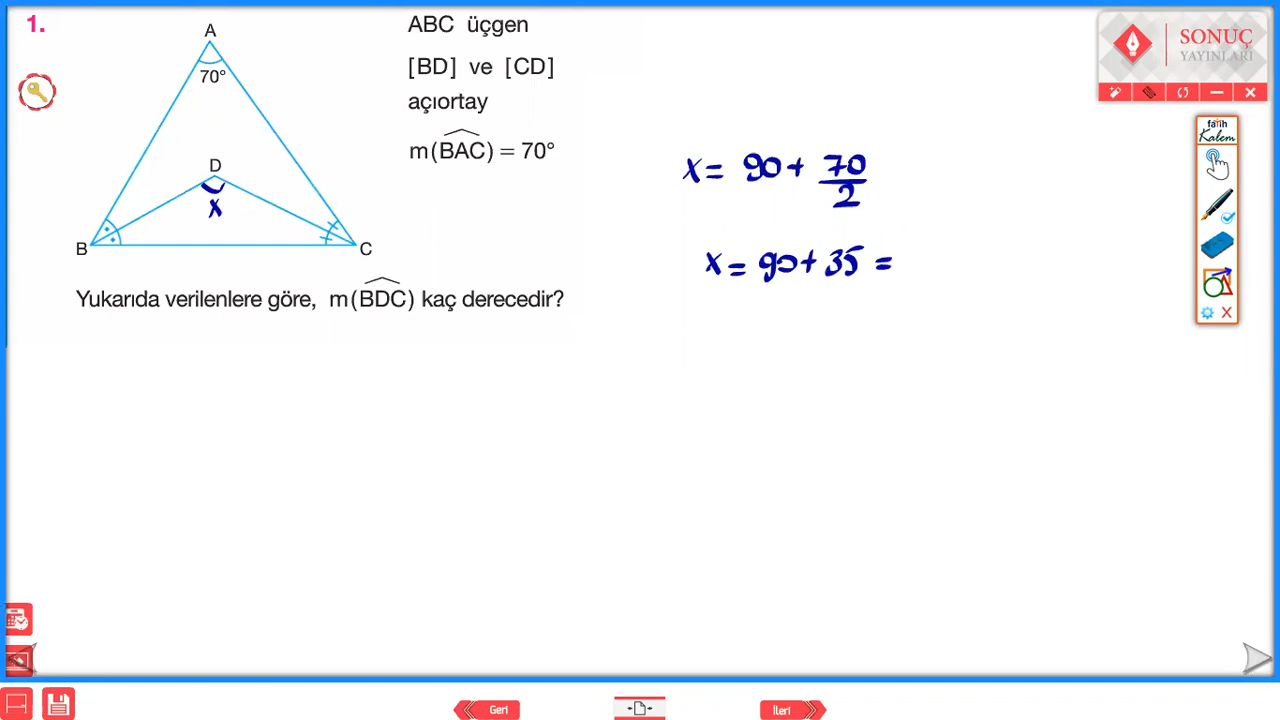 1.
ABC üçgen
[BD] ve [CD]
açıortay
m(BAC) = 70°
A
70°
D
x
B
C
Yukarıda verilenlere göre, m(BDC) kaç derecedir?
x = 90 + 70/2
x = 90 + 35 =
SONUÇ
YAYINLARI
fatih
Kalem
Geri
İleri